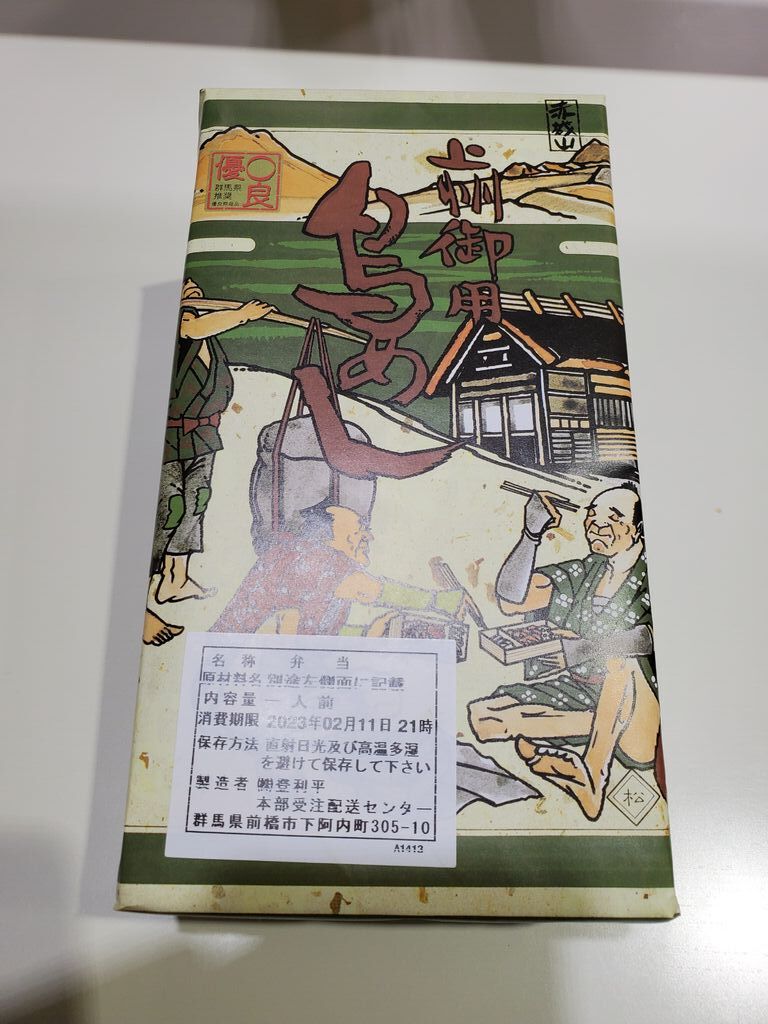 赤城山
上州御用
鳥めし
優良
群馬県
推奨
優良県産品
松
名称 弁当
原材料名 別途左側面に記載
内容量 一人前
消費期限 2023年02月11日 21時
保存方法 直射日光及び高温多湿
を避けて保存して下さい
製造者 ㈱登利平
本部受注配送センター
群馬県前橋市下阿内町305-10
A1413